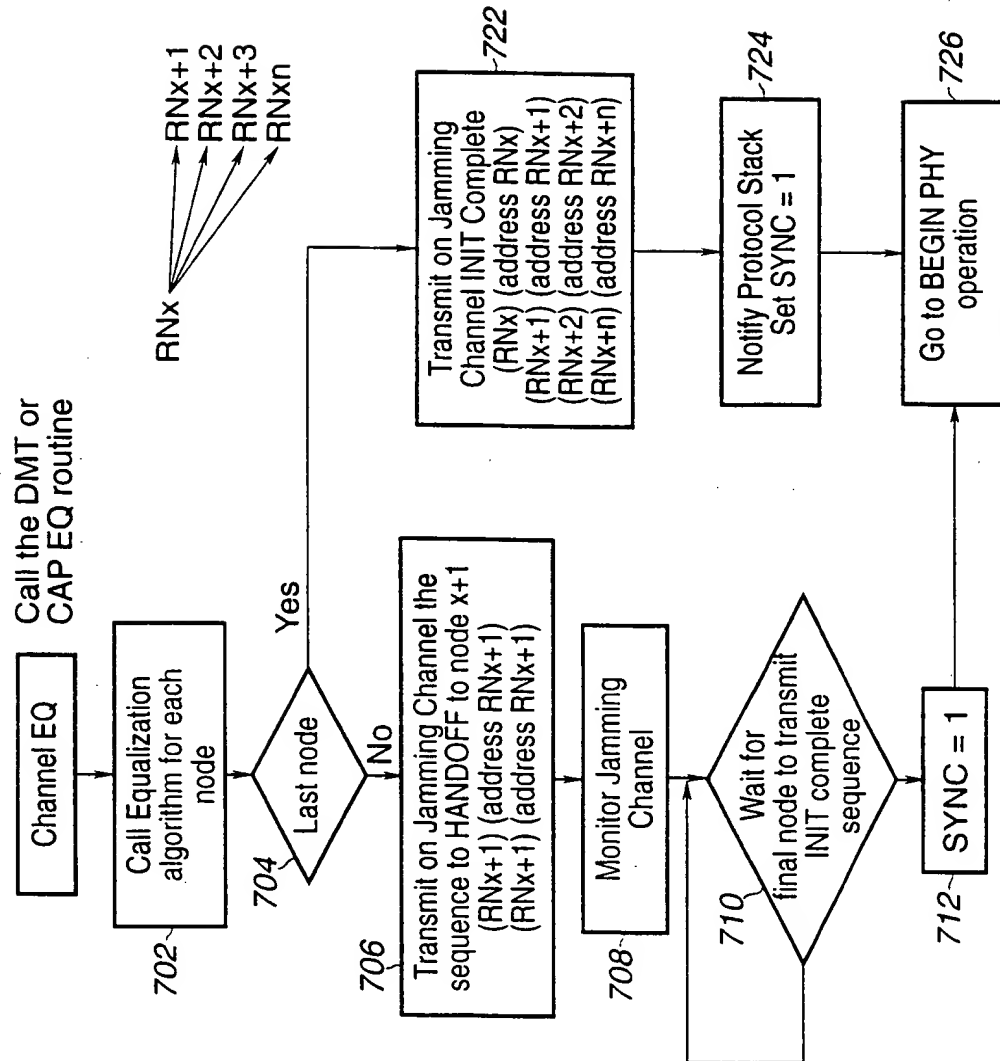 Call the DMT or
CAP EQ routine
Channel EQ
RNx
RNx+1
RNx+2
RNx+3
RNxn
Call Equalization
algorithm for each
node
702
Last node
704
Yes
No
Transmit on Jamming Channel the
sequence to HANDOFF to node x+1
(RNx+1) (address RNx+1)
(RNx+1) (address RNx+1)
706
Monitor Jamming
Channel
708
Wait for
final node to transmit
INIT complete
sequence
710
SYNC = 1
712
Transmit on Jamming
Channel INIT Complete
(RNx) (address RNx)
(RNx+1) (address RNx+1)
(RNx+2) (address RNx+2)
(RNx+n) (address RNx+n)
722
Notify Protocol Stack
Set SYNC = 1
724
Go to BEGIN PHY
operation
726